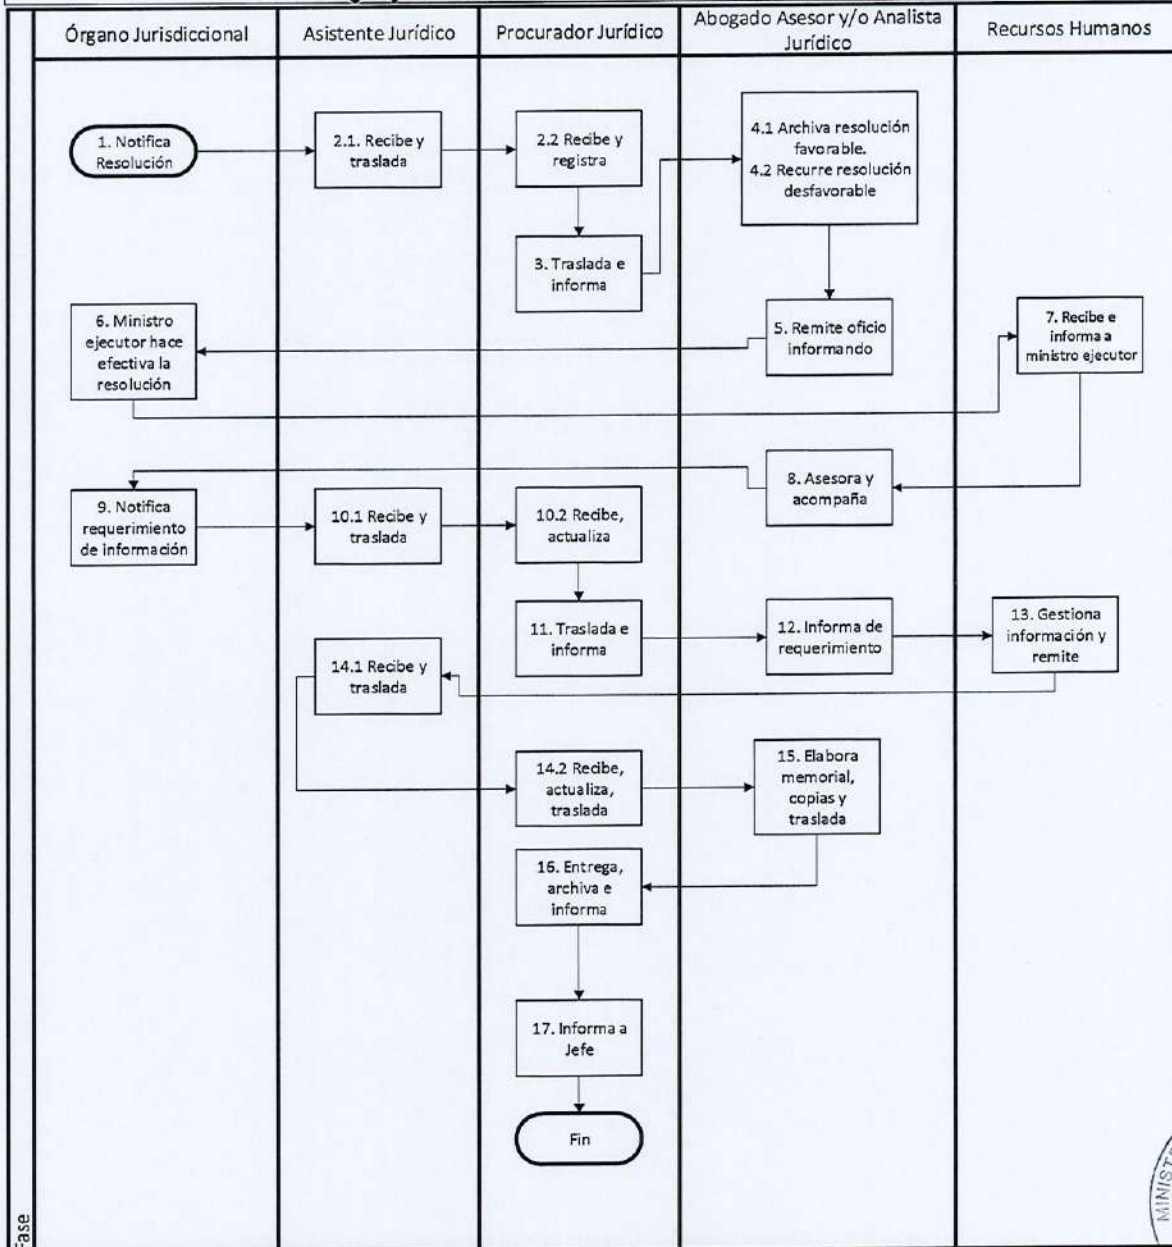 Órgano Jurisdiccional
Asistente Jurídico
Procurador Jurídico
Abogado Asesor y/o Analista
Jurídico
Recursos Humanos
1. Notifica
Resolución
2.1. Recibe y
traslada
2.2 Recibe y
registra
4.1 Archiva resolución
favorable.
4.2 Recurre resolución
desfavorable
3. Traslada e
informa
6. Ministro
ejecutor hace
efectiva la
resolución
5. Remite oficio
informando
7. Recibe e
informa a
ministro ejecutor
8. Asesora y
acompaña
9. Notifica
requerimiento
de información
10.1 Recibe y
traslada
10.2 Recibe,
actualiza
11. Traslada e
informa
12. Informa de
requerimiento
13. Gestiona
información y
remite
14.1 Recibe y
traslada
14.2 Recibe,
actualiza,
traslada
15. Elabora
memorial,
copias y
traslada
16. Entrega,
archiva e
informa
17. Informa a
Jefe
Fin
Fase